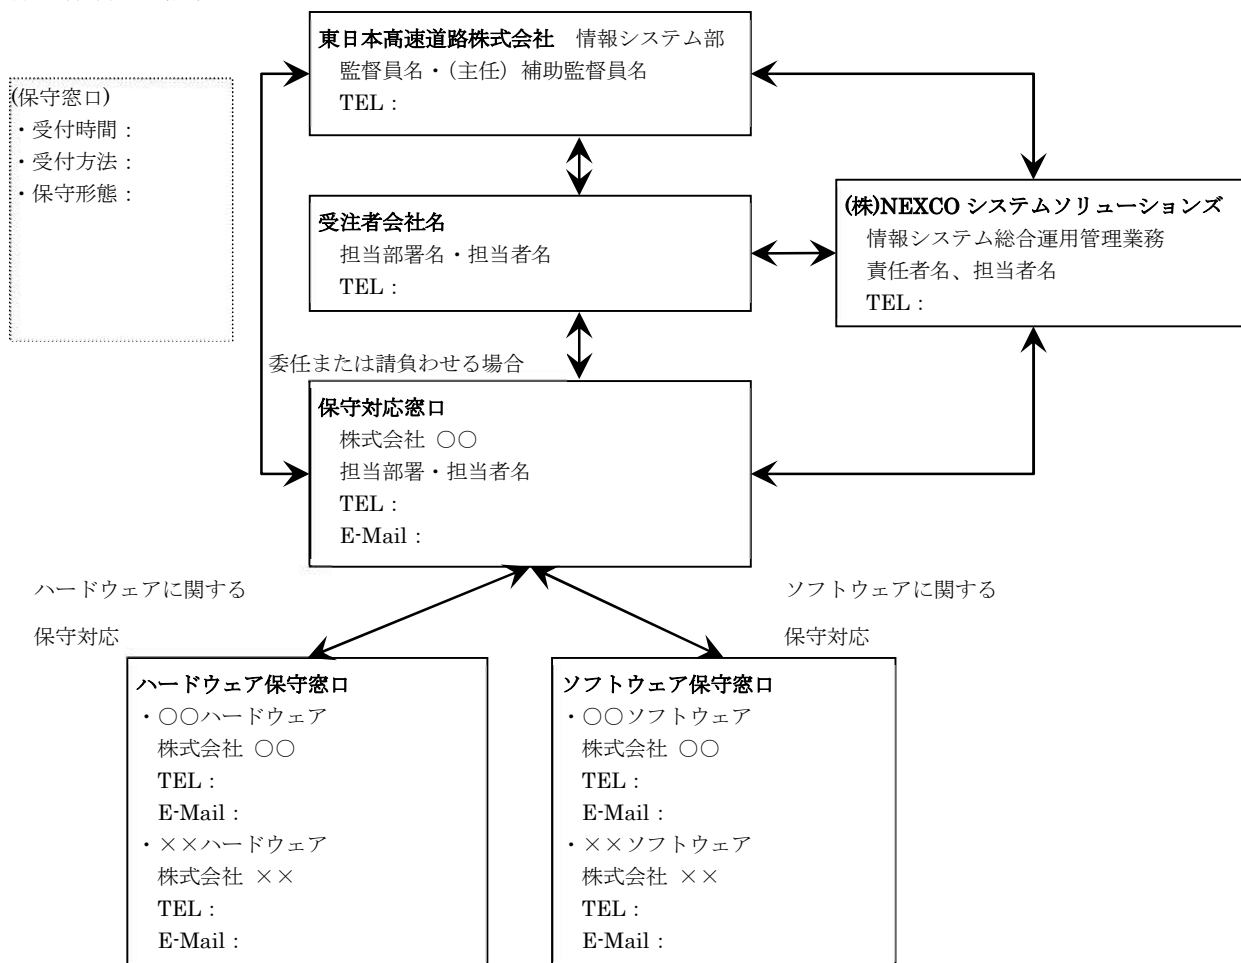 東日本高速道路株式会社 情報システム部
監督員名・(主任) 補助監督員名
TEL：
(保守窓口)
・受付時間：
・受付方法：
・保守形態：
受注者会社名
担当部署名・担当者名
TEL：
(株)NEXCO システムソリューションズ
情報システム総合運用管理業務
責任者名、担当者名
TEL：
委任または請負わせる場合
保守対応窓口
株式会社 ○○
担当部署・担当者名
TEL：
E-Mail：
ハードウェアに関する
保守対応
ソフトウェアに関する
保守対応
ハードウェア保守窓口
・○○ハードウェア
株式会社 ○○
TEL：
E-Mail：
・××ハードウェア
株式会社 ××
TEL：
E-Mail：
ソフトウェア保守窓口
・○○ソフトウェア
株式会社 ○○
TEL：
E-Mail：
・××ソフトウェア
株式会社 ××
TEL：
E-Mail：